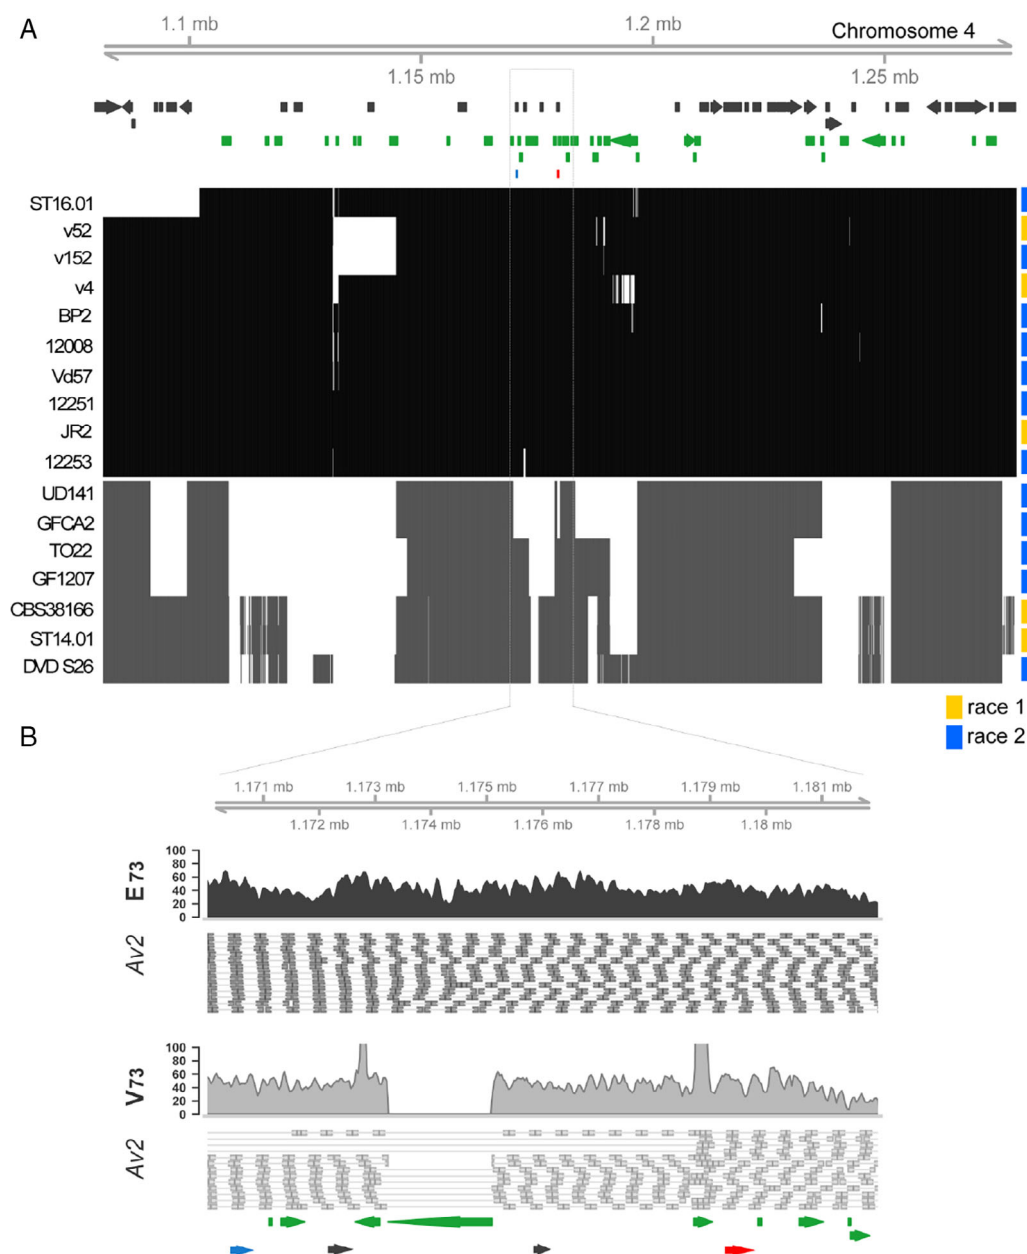 A
1.1 mb 1.2 mb Chromosome 4
1.15 mb 1.25 mb
ST16.01
v52
v152
v4
BP2
12008
Vd57
12251
JR2
12253
UD141
GFCA2
TO22
GF1207
CBS38166
ST14.01
DVD S26
race 1
race 2
B
1.171 mb 1.173 mb 1.175 mb 1.177 mb 1.179 mb 1.181 mb
1.172 mb 1.174 mb 1.176 mb 1.178 mb 1.18 mb
E73
100
80
60
40
20
0
Av2
V73
100
80
60
40
20
0
Av2